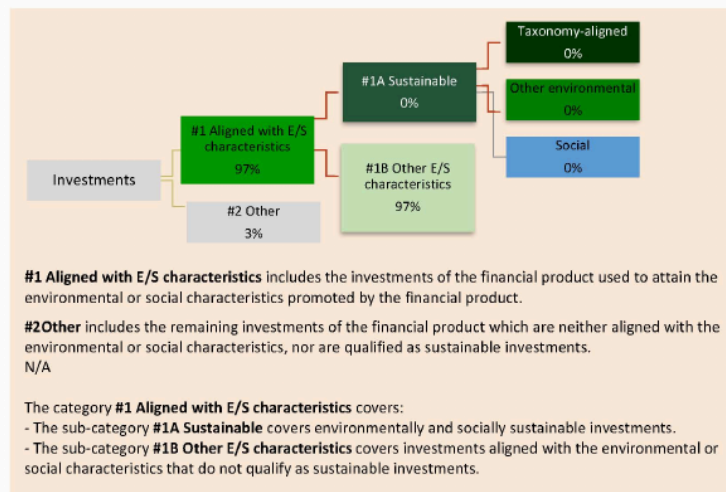 Taxonomy-aligned
0%
#1A Sustainable
0%
Other environmental
0%
#1 Aligned with E/S
characteristics
97%
Social
0%
Investments
#1B Other E/S
characteristics
97%
#2 Other
3%
#1 Aligned with E/S characteristics includes the investments of the financial product used to attain the
environmental or social characteristics promoted by the financial product.
#2Other includes the remaining investments of the financial product which are neither aligned with the
environmental or social characteristics, nor are qualified as sustainable investments.
N/A
The category #1 Aligned with E/S characteristics covers:
- The sub-category #1A Sustainable covers environmentally and socially sustainable investments.
- The sub-category #1B Other E/S characteristics covers investments aligned with the environmental or
social characteristics that do not qualify as sustainable investments.